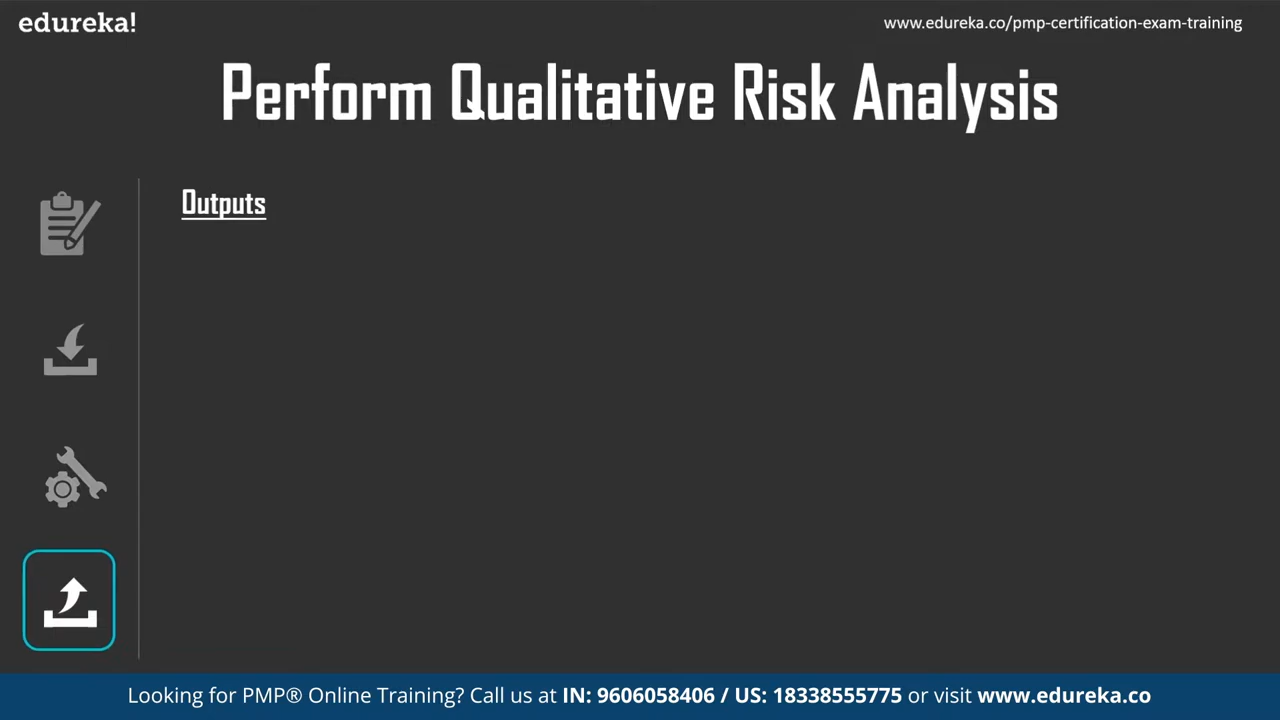 edureka!
www.edureka.co/pmp-certification-exam-training
Perform Qualitative Risk Analysis
Outputs
Looking for PMP® Online Training? Call us at IN: 9606058406 / US: 18338555775 or visit www.edureka.co